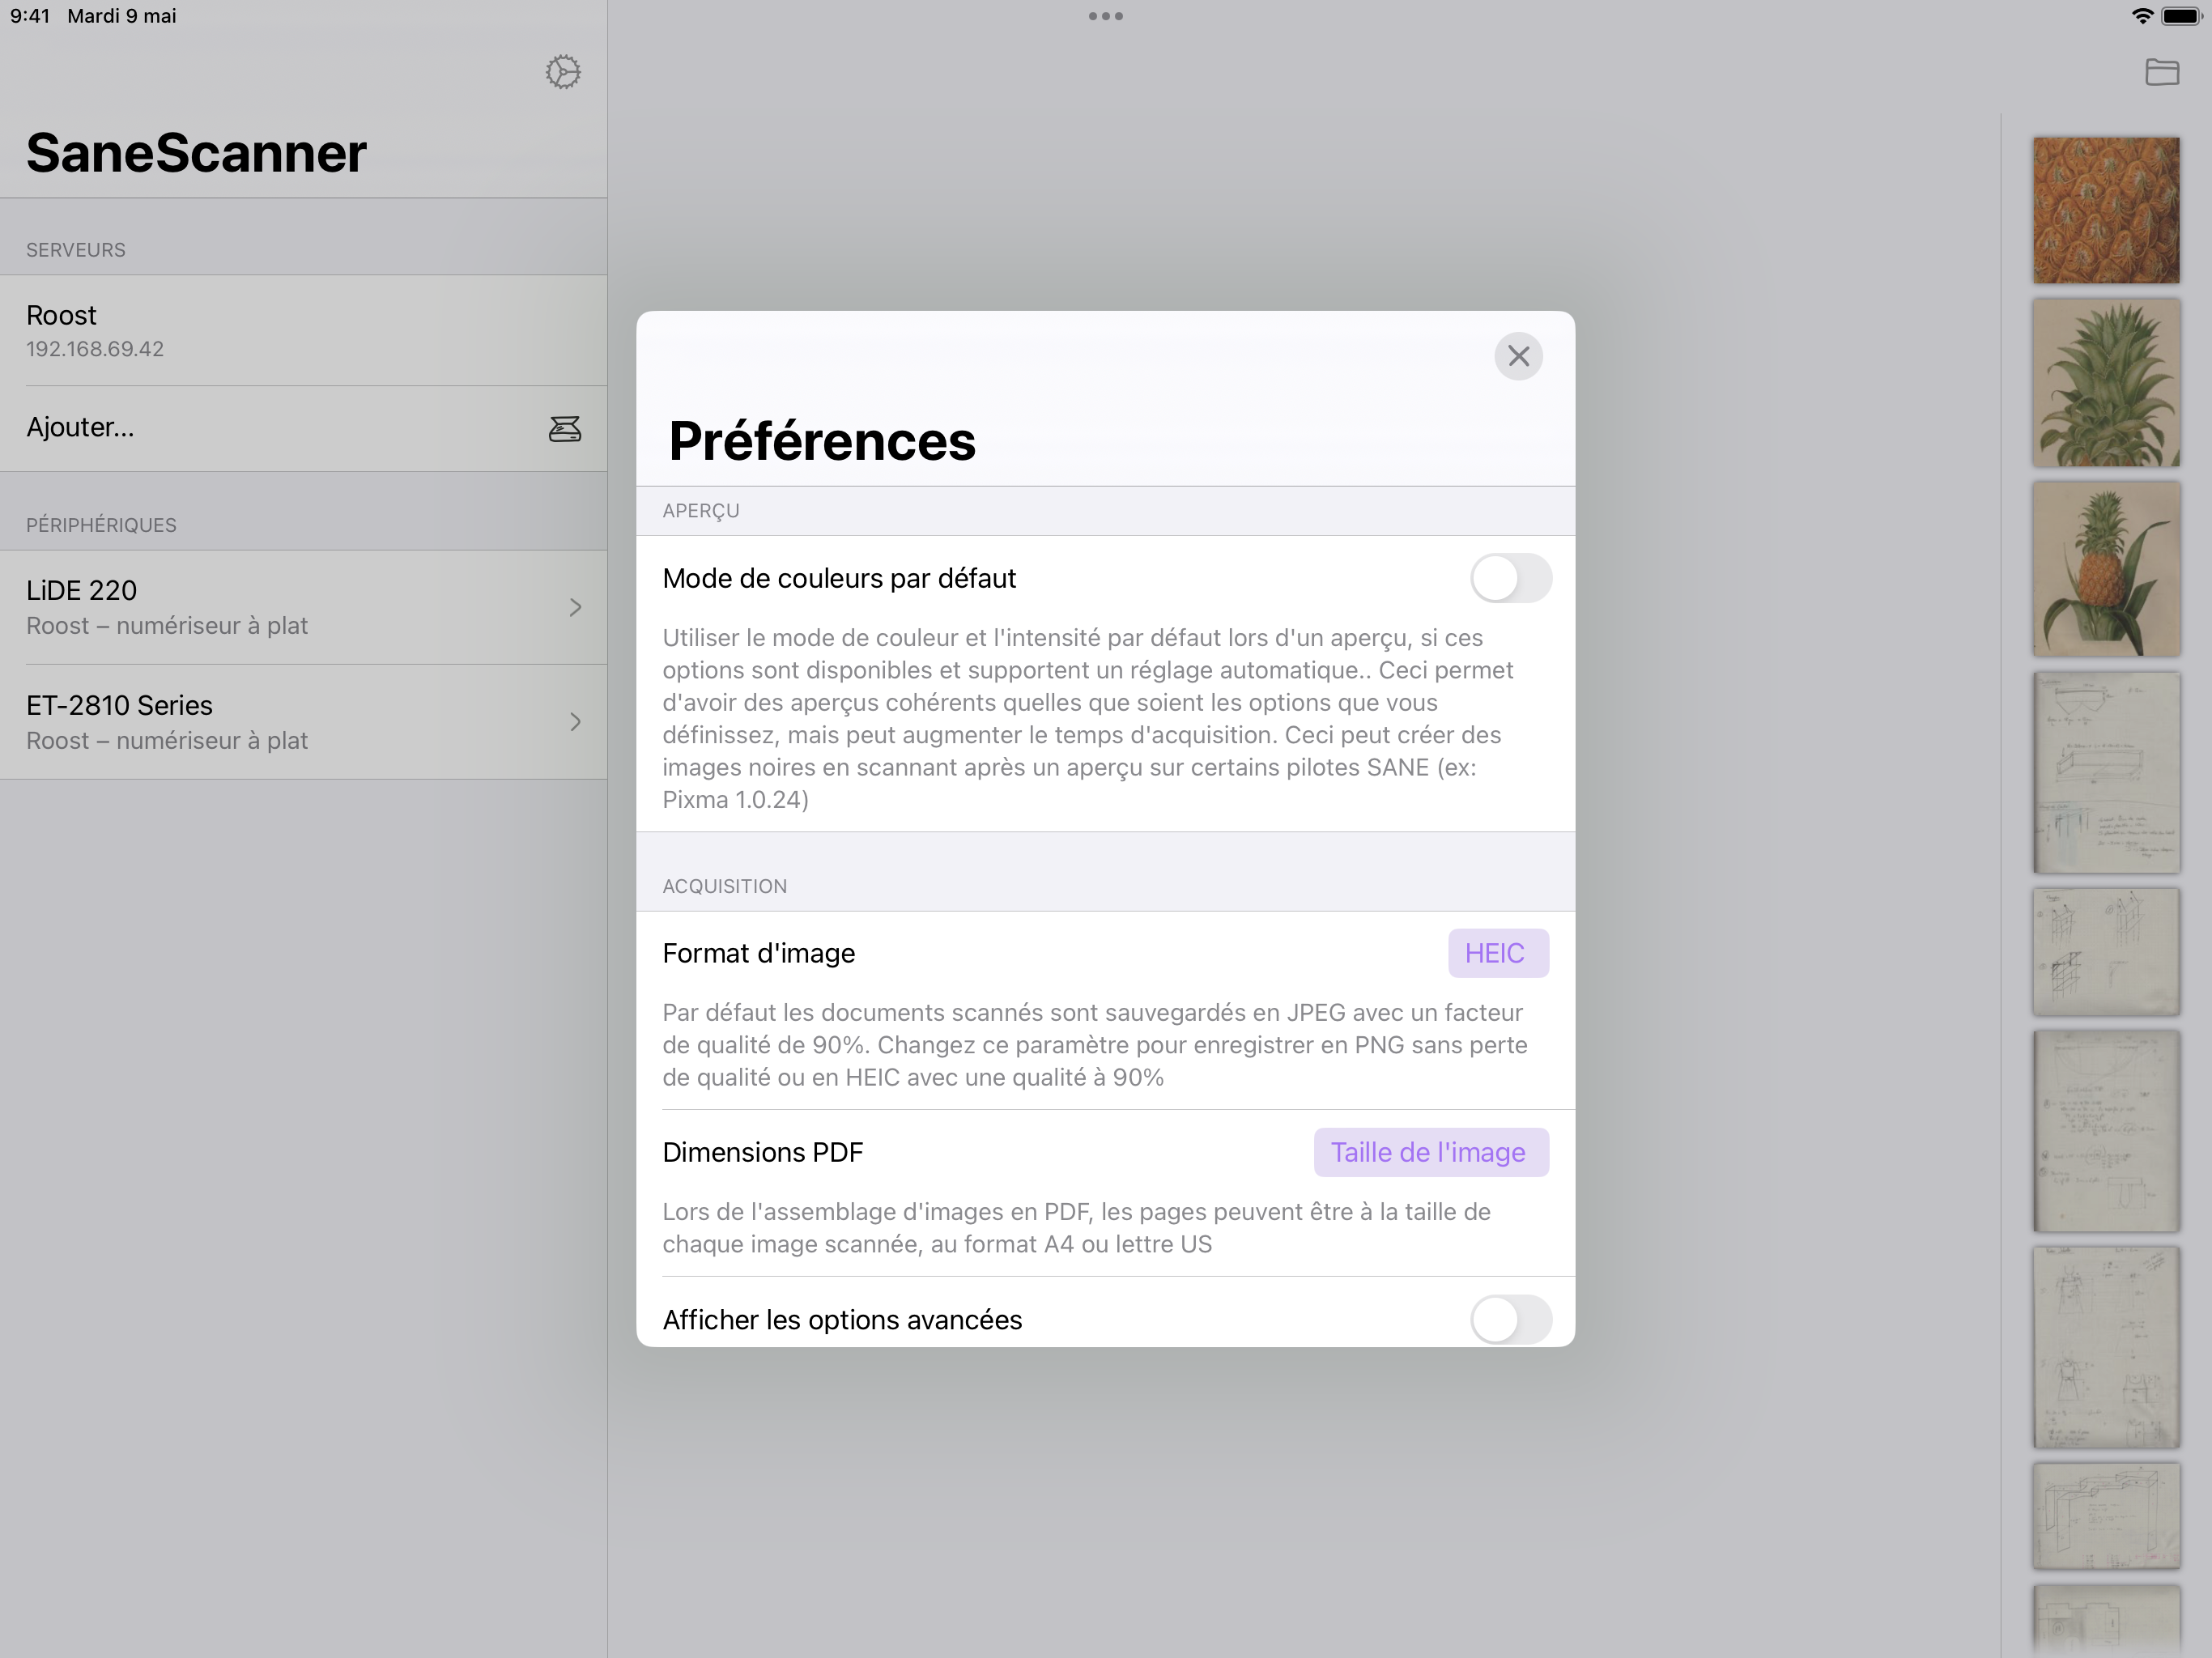 9:41 Mardi 9 mai
SaneScanner
SERVEURS
Roost
192.168.69.42
Ajouter...
PÉRIPHÉRIQUES
LiDE 220
Roost – numériseur à plat
ET-2810 Series
Roost – numériseur à plat
Préférences
APERÇU
Mode de couleurs par défaut
Utiliser le mode de couleur et l'intensité par défaut lors d'un aperçu, si ces
options sont disponibles et supportent un réglage automatique.. Ceci permet
d'avoir des aperçus cohérents quelles que soient les options que vous
définissez, mais peut augmenter le temps d'acquisition. Ceci peut créer des
images noires en scannant après un aperçu sur certains pilotes SANE (ex:
Pixma 1.0.24)
ACQUISITION
Format d'image
HEIC
Par défaut les documents scannés sont sauvegardés en JPEG avec un facteur
de qualité de 90%. Changez ce paramètre pour enregistrer en PNG sans perte
de qualité ou en HEIC avec une qualité à 90%
Dimensions PDF
Taille de l'image
Lors de l'assemblage d'images en PDF, les pages peuvent être à la taille de
chaque image scannée, au format A4 ou lettre US
Afficher les options avancées